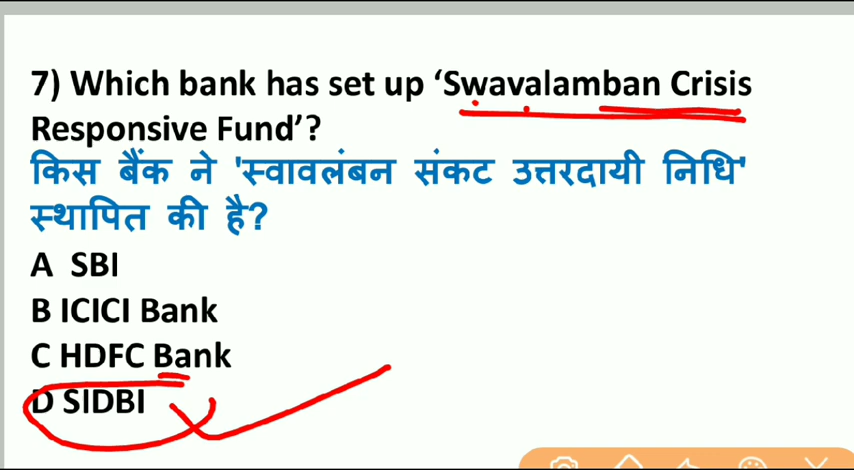 7) Which bank has set up ‘Swavalamban Crisis
Responsive Fund’?
किस बैंक ने 'स्वावलंबन संकट उत्तरदायी निधि'
स्थापित की है?
A SBI
B ICICI Bank
C HDFC Bank
D SIDBI